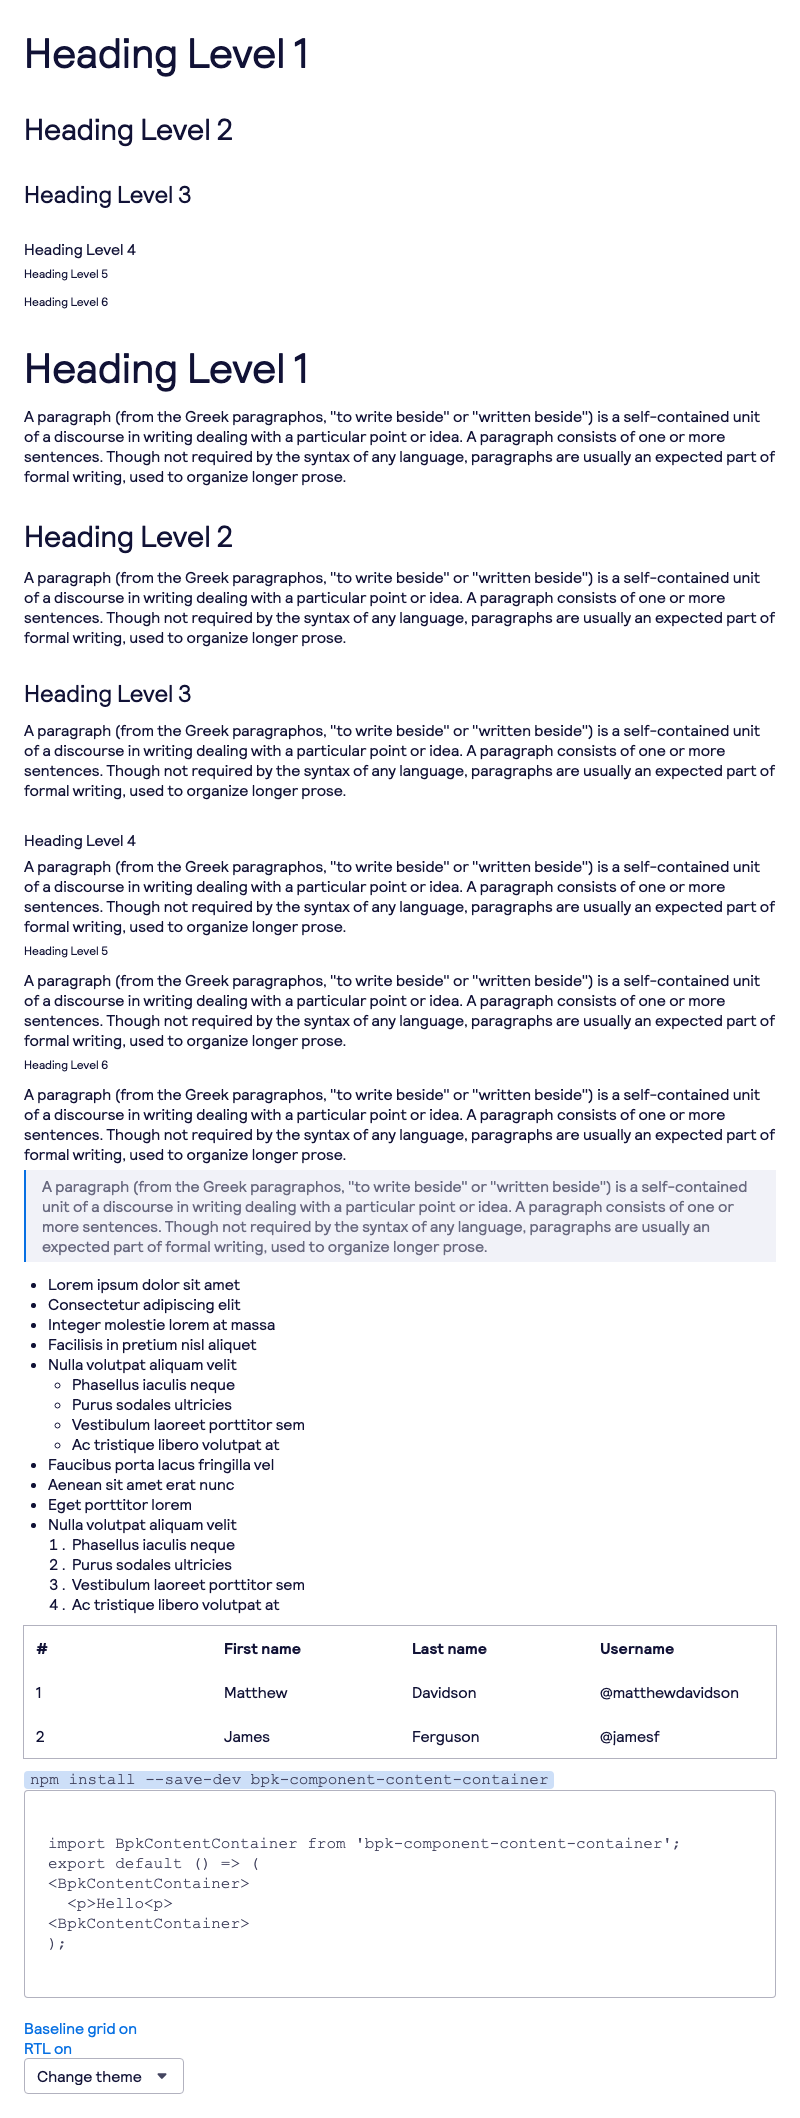 Heading Level 1
Heading Level 2
Heading Level 3
Heading Level 4
Heading Level 5
Heading Level 6
Heading Level 1
A paragraph (from the Greek paragraphos, "to write beside" or "written beside") is a self-contained unit
of a discourse in writing dealing with a particular point or idea. A paragraph consists of one or more
sentences. Though not required by the syntax of any language, paragraphs are usually an expected part of
formal writing, used to organize longer prose.
Heading Level 2
A paragraph (from the Greek paragraphos, "to write beside" or "written beside") is a self-contained unit
of a discourse in writing dealing with a particular point or idea. A paragraph consists of one or more
sentences. Though not required by the syntax of any language, paragraphs are usually an expected part of
formal writing, used to organize longer prose.
Heading Level 3
A paragraph (from the Greek paragraphos, "to write beside" or "written beside") is a self-contained unit
of a discourse in writing dealing with a particular point or idea. A paragraph consists of one or more
sentences. Though not required by the syntax of any language, paragraphs are usually an expected part of
formal writing, used to organize longer prose.
Heading Level 4
A paragraph (from the Greek paragraphos, "to write beside" or "written beside") is a self-contained unit
of a discourse in writing dealing with a particular point or idea. A paragraph consists of one or more
sentences. Though not required by the syntax of any language, paragraphs are usually an expected part of
formal writing, used to organize longer prose.
Heading Level 5
A paragraph (from the Greek paragraphos, "to write beside" or "written beside") is a self-contained unit
of a discourse in writing dealing with a particular point or idea. A paragraph consists of one or more
sentences. Though not required by the syntax of any language, paragraphs are usually an expected part of
formal writing, used to organize longer prose.
Heading Level 6
A paragraph (from the Greek paragraphos, "to write beside" or "written beside") is a self-contained unit
of a discourse in writing dealing with a particular point or idea. A paragraph consists of one or more
sentences. Though not required by the syntax of any language, paragraphs are usually an expected part of
formal writing, used to organize longer prose.
A paragraph (from the Greek paragraphos, "to write beside" or "written beside") is a self-contained
unit of a discourse in writing dealing with a particular point or idea. A paragraph consists of one or
more sentences. Though not required by the syntax of any language, paragraphs are usually an
expected part of formal writing, used to organize longer prose.
• Lorem ipsum dolor sit amet
• Consectetur adipiscing elit
• Integer molestie lorem at massa
• Facilisis in pretium nisl aliquet
• Nulla volutpat aliquam velit
◦ Phasellus iaculis neque
◦ Purus sodales ultricies
◦ Vestibulum laoreet porttitor sem
◦ Ac tristique libero volutpat at
• Faucibus porta lacus fringilla vel
• Aenean sit amet erat nunc
• Eget porttitor lorem
• Nulla volutpat aliquam velit
1. Phasellus iaculis neque
2. Purus sodales ultricies
3. Vestibulum laoreet porttitor sem
4. Ac tristique libero volutpat at
# First name Last name Username
1 Matthew Davidson @matthewdavidson
2 James Ferguson @jamesf
npm install --save-dev bpk-component-content-container
import BpkContentContainer from 'bpk-component-content-container';
export default () => (
<BpkContentContainer>
  <p>Hello<p>
<BpkContentContainer>
);
Baseline grid on
RTL on
Change theme